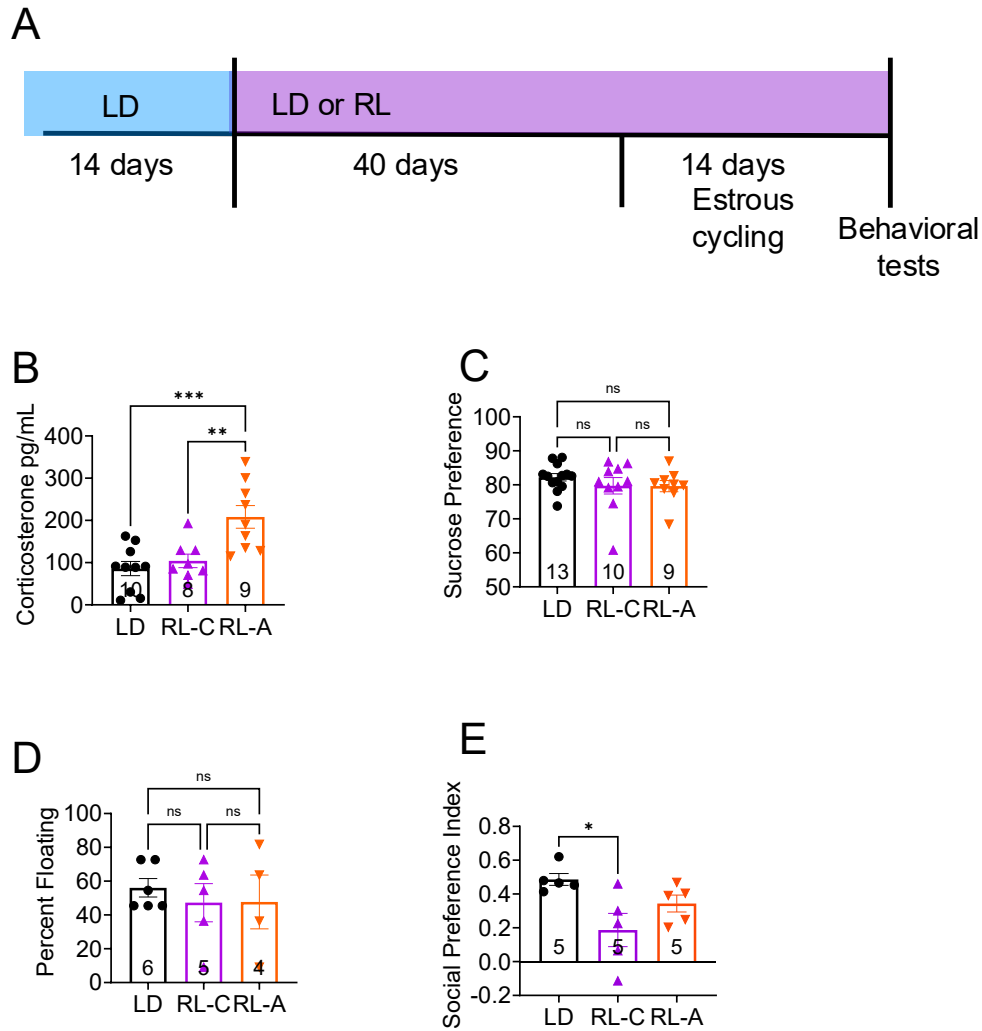 A
LD
LD or RL
14 days
40 days
14 days
Estrous
cycling
Behavioral
tests
B
Corticosterone pg/mL
***
**
400
300
200
100
0
10
8
9
LD
RL-C
RL-A
C
Sucrose Preference
ns
ns
ns
100
90
80
70
60
50
13
10
9
LD
RL-C
RL-A
D
Percent Floating
ns
ns
ns
100
80
60
40
20
0
6
5
4
LD
RL-C
RL-A
E
Social Preference Index
*
0.8
0.6
0.4
0.2
0.0
-0.2
5
5
5
LD
RL-C
RL-A